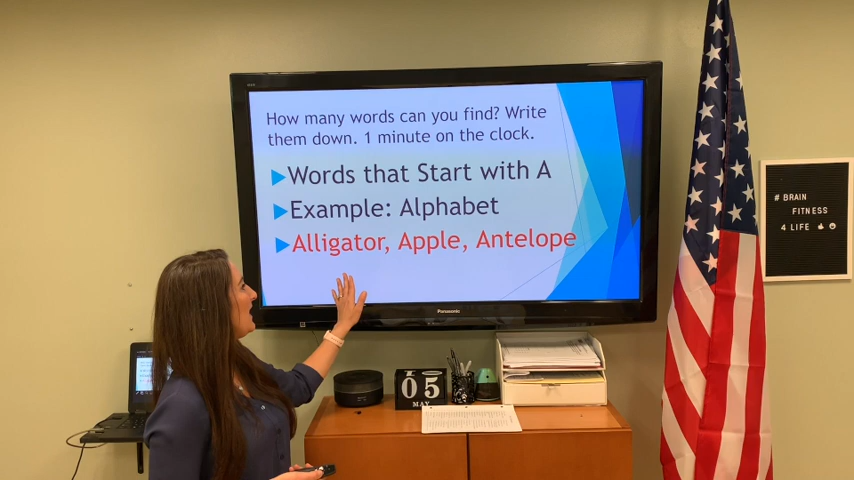 How many words can you find? Write
them down. 1 minute on the clock.
Words that Start with A
Example: Alphabet
Alligator, Apple, Antelope
Panasonic
# BRAIN
FITNESS
4 LIFE
05
MAY